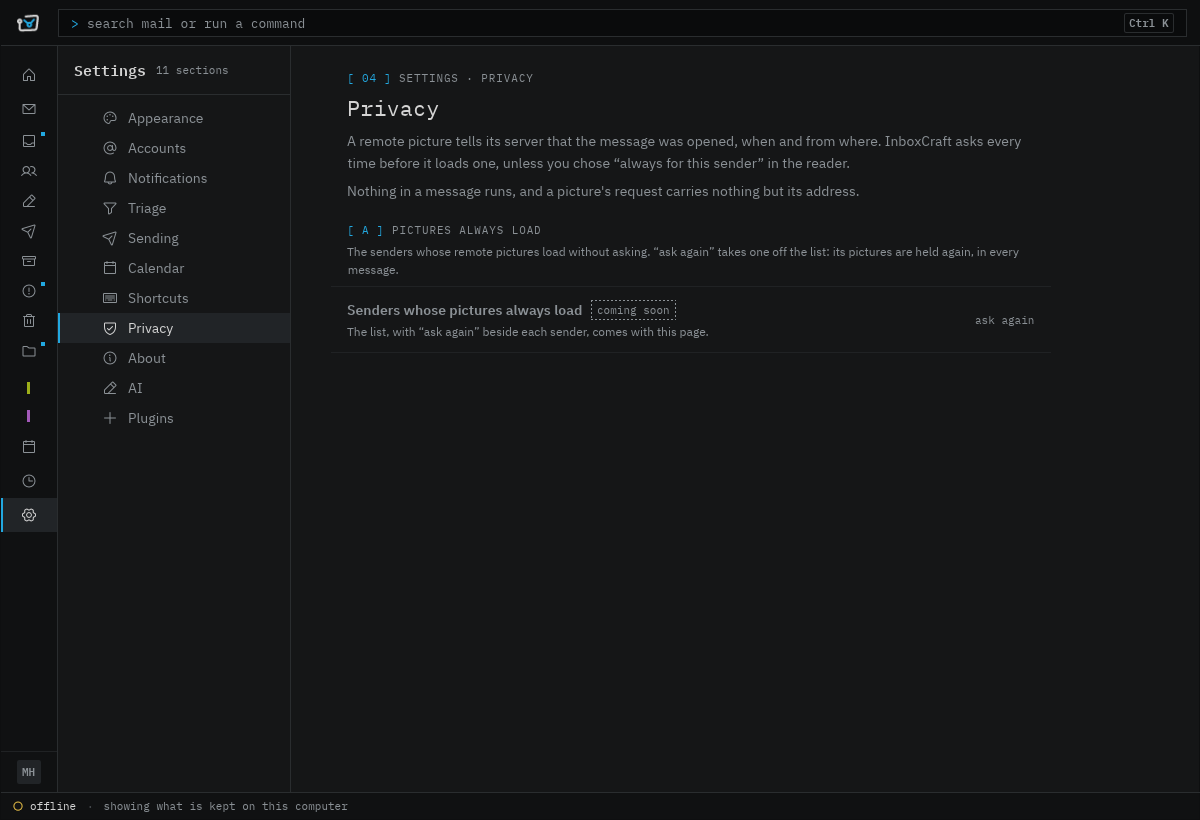 > search mail or run a command
Ctrl K
Settings 11 sections
Appearance
Accounts
Notifications
Triage
Sending
Calendar
Shortcuts
Privacy
About
AI
Plugins
[ 04 ] SETTINGS · PRIVACY
Privacy
A remote picture tells its server that the message was opened, when and from where. InboxCraft asks every
time before it loads one, unless you chose “always for this sender” in the reader.
Nothing in a message runs, and a picture's request carries nothing but its address.
[ A ] PICTURES ALWAYS LOAD
The senders whose remote pictures load without asking. “ask again” takes one off the list: its pictures are held again, in every
message.
Senders whose pictures always load coming soon
The list, with “ask again” beside each sender, comes with this page.
ask again
MH
offline · showing what is kept on this computer